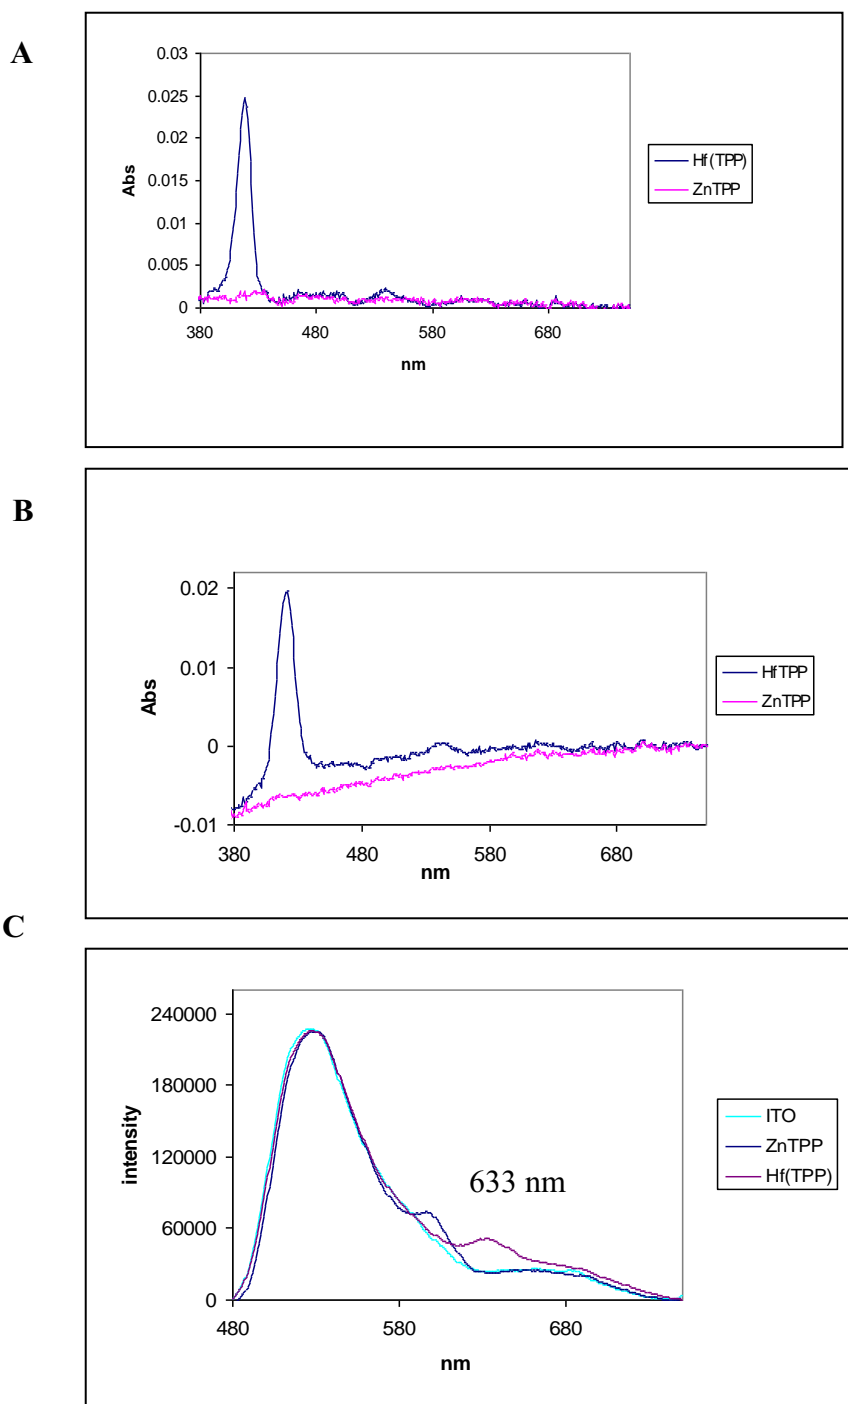 A
0.03
0.025
0.02
0.015
0.01
0.005
0
Abs
380 480 580 680
nm
Hf(TPP)
ZnTPP
B
0.02
0.01
0
-0.01
Abs
380 480 580 680
nm
HfTPP
ZnTPP
C
240000
180000
120000
60000
0
intensity
633 nm
480 580 680
nm
ITO
ZnTPP
Hf(TPP)